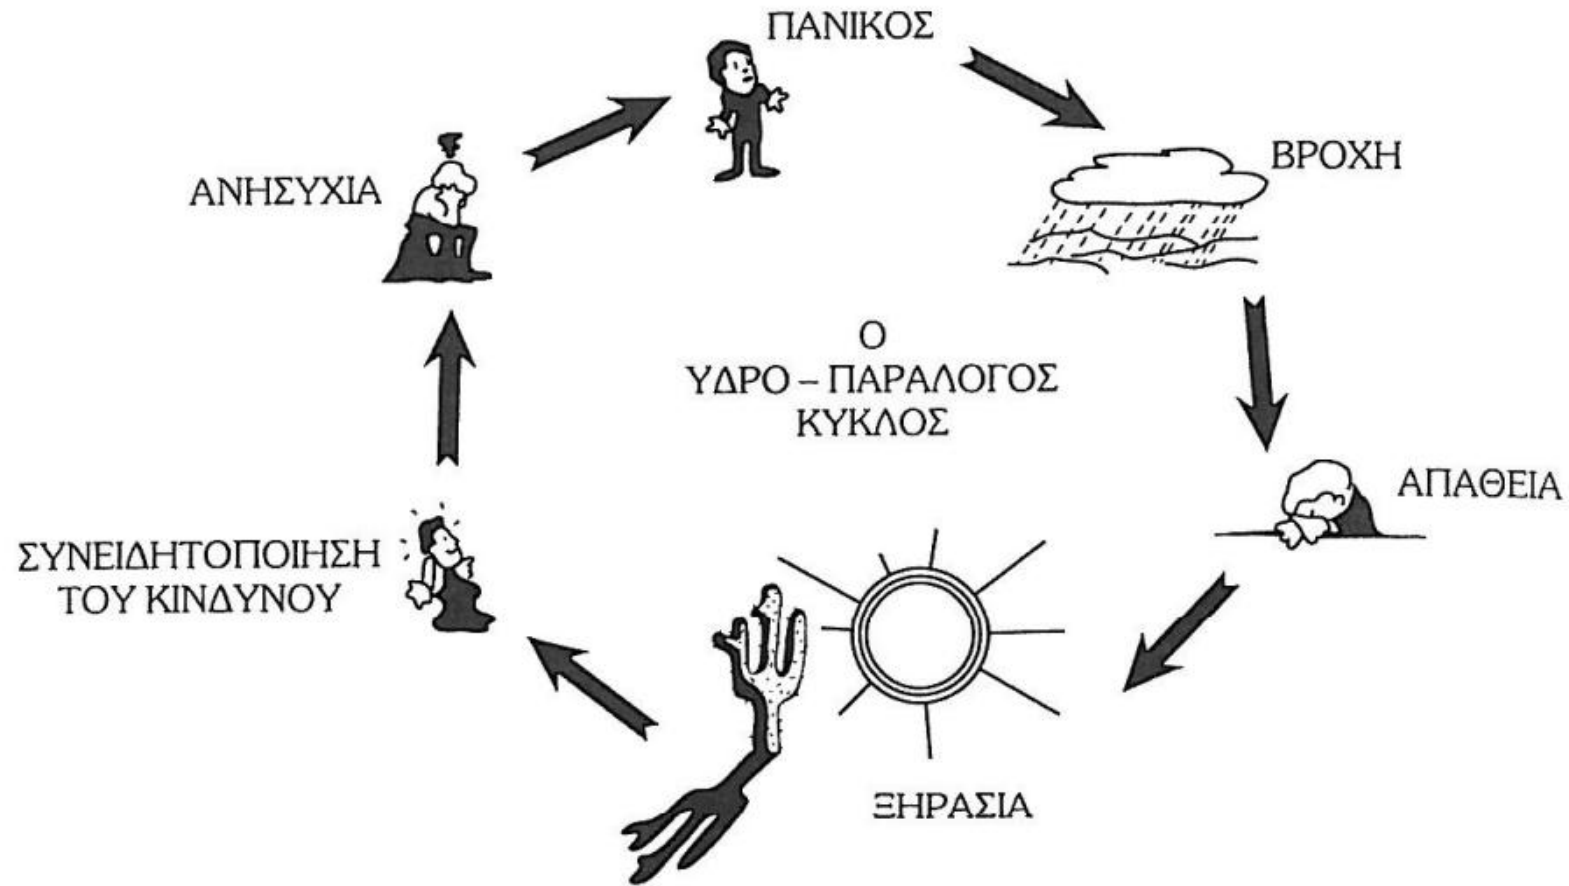 ΠΑΝΙΚΟΣ
ΒΡΟΧΗ
ΑΝΗΣΥΧΙΑ
Ο
ΥΔΡΟ – ΠΑΡΑΛΟΓΟΣ
ΚΥΚΛΟΣ
ΑΠΑΘΕΙΑ
ΣΥΝΕΙΔΗΤΟΠΟΙΗΣΗ
ΤΟΥ ΚΙΝΔΥΝΟΥ
ΞΗΡΑΣΙΑ